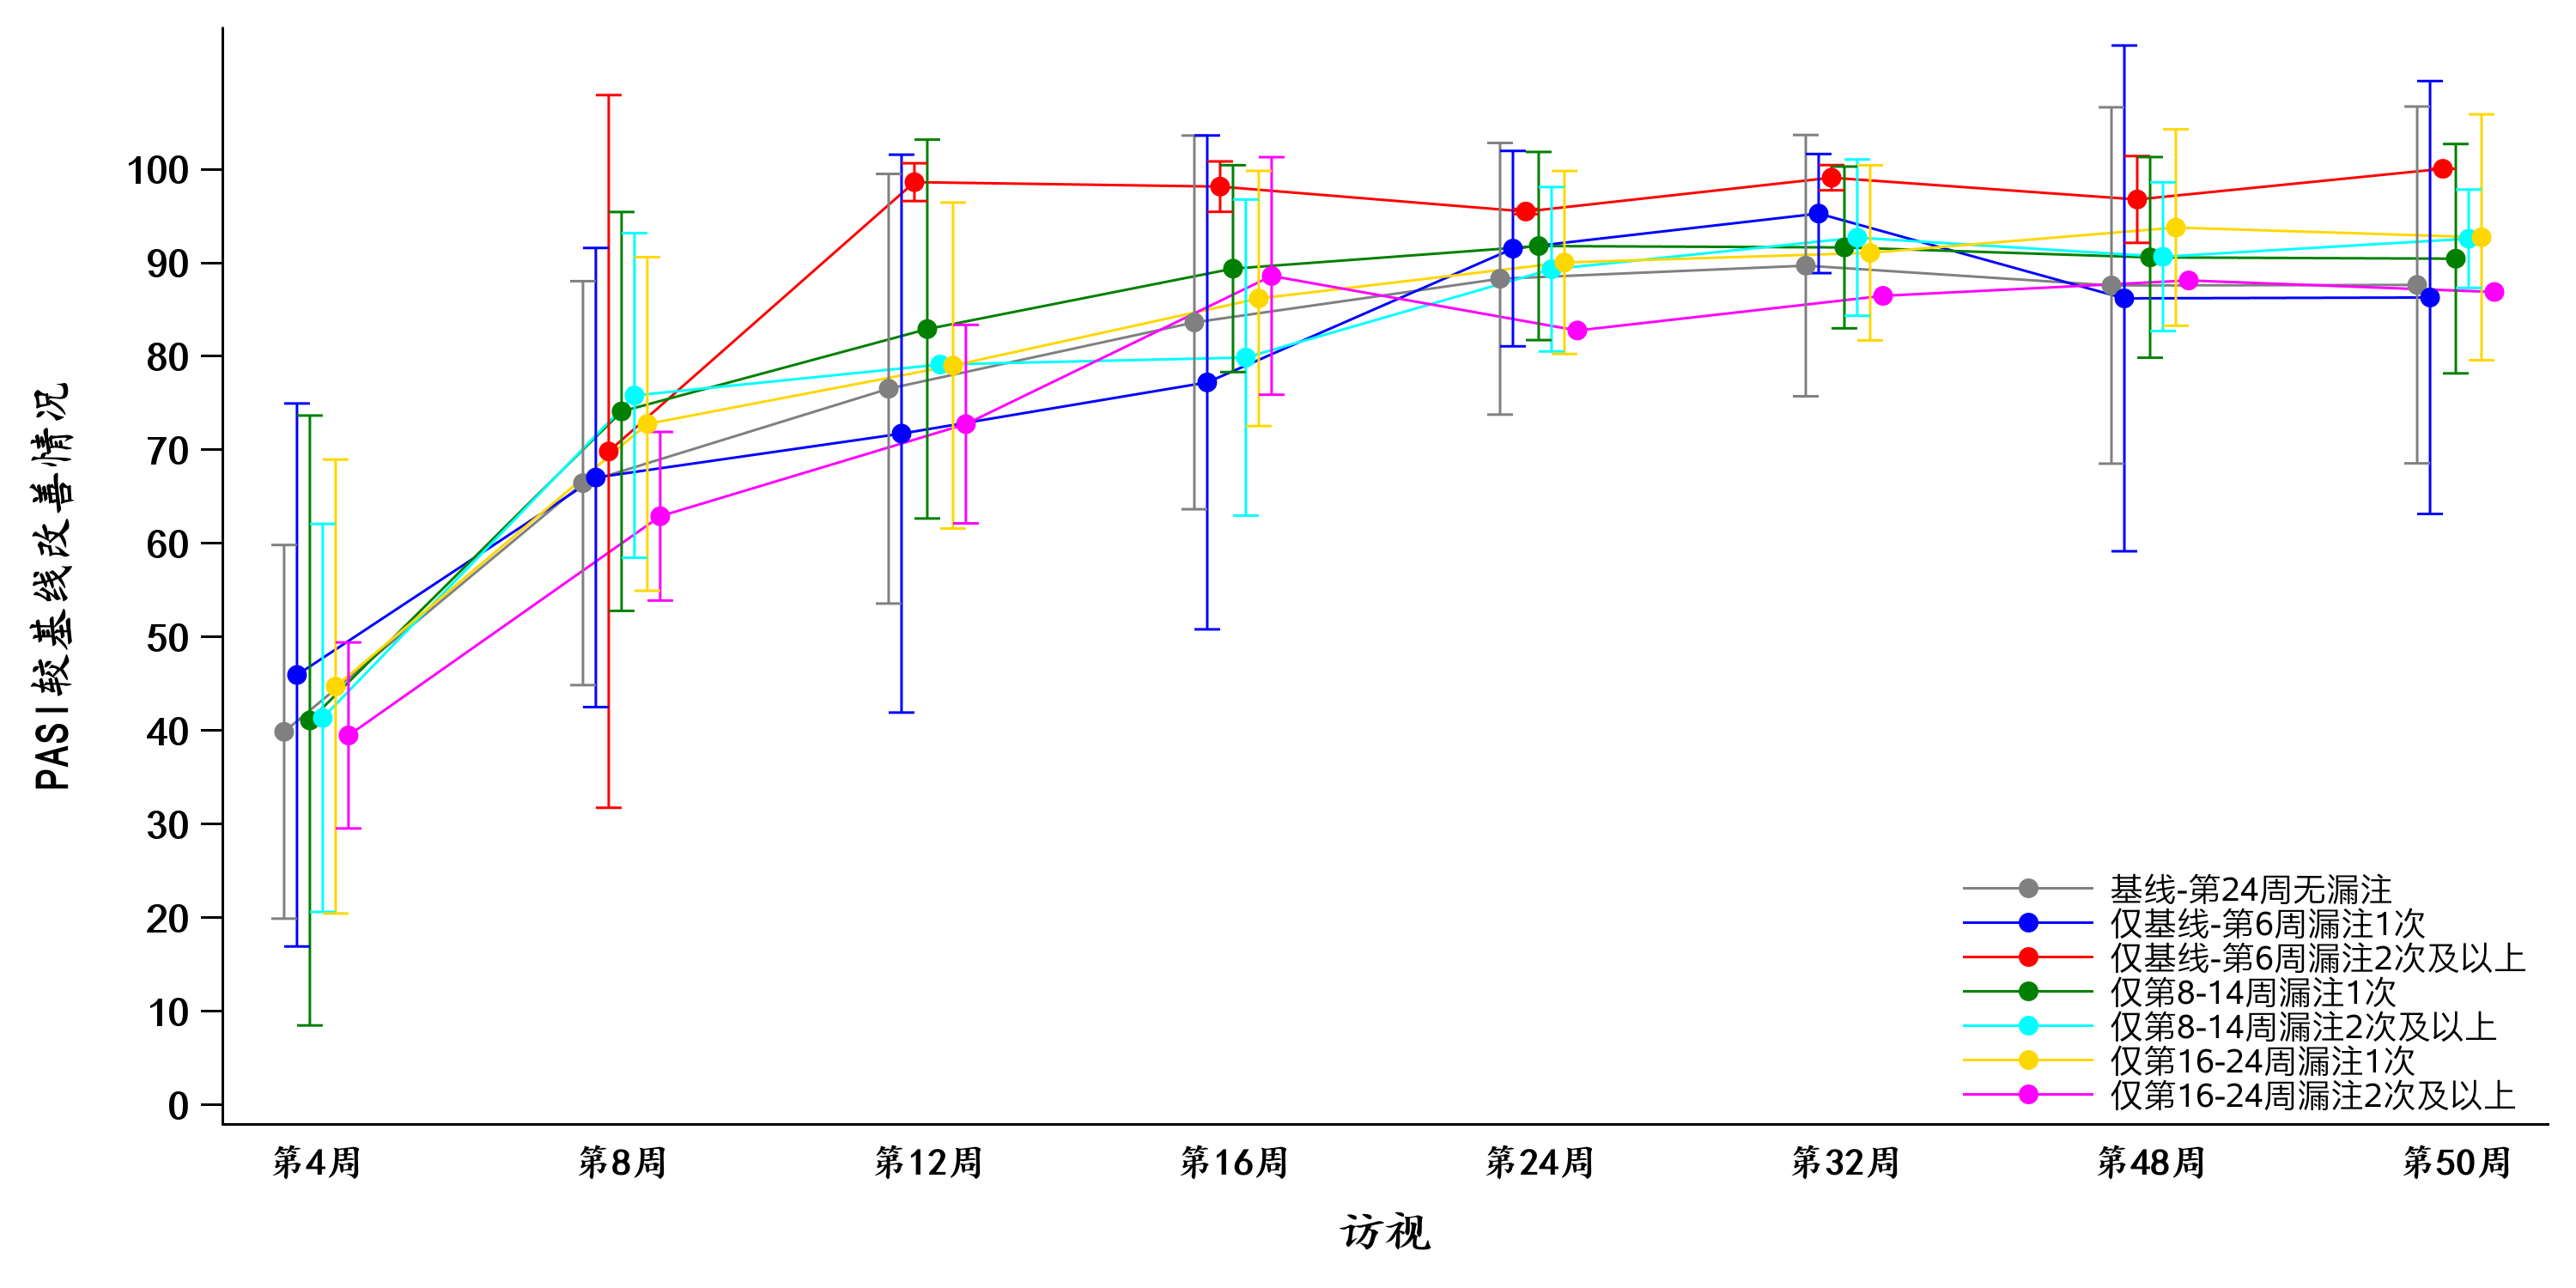 PASI较基线改善情况
100
90
80
70
60
50
40
30
20
10
0
基线-第24周无漏注
仅基线-第6周漏注1次
仅基线-第6周漏注2次及以上
仅第8-14周漏注1次
仅第8-14周漏注2次及以上
仅第16-24周漏注1次
仅第16-24周漏注2次及以上
第4周 第8周 第12周 第16周 第24周 第32周 第48周 第50周
访视